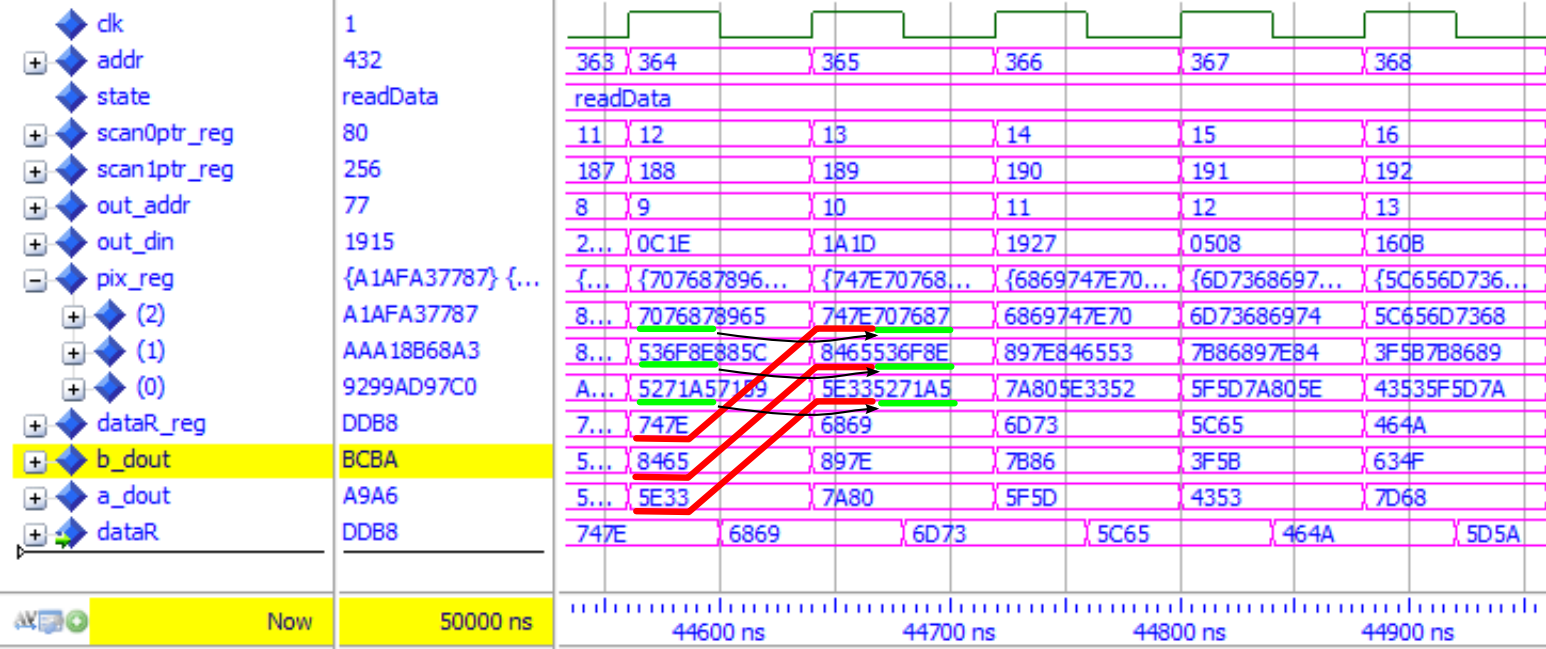 clk 1
addr 432 363 364 365 366 367 368
state readData readData
scan0ptr_reg 80 11 12 13 14 15 16
scan1ptr_reg 256 187 188 189 190 191 192
out_addr 77 8 9 10 11 12 13
out_din 1915 2... 0C1E 1A1D 1927 0508 160B
pix_reg {A1AFA37787} {... {... {707687896... {747E70768... {6869747E70... {6D7368697... {5C656D736...
(2) A1AFA37787 8... 7076878965 747E707687 6869747E70 6D73686974 5C656D7368
(1) AAA18B68A3 8... 536F8E885C 8465536F8E 897E846553 7B86897E84 3F5B7B8689
(0) 9299AD97C0 A... 5271A57159 5E335271A5 7A805E3352 5F5D7A805E 43535F5D7A
dataR_reg DDB8 7... 747E 6869 6D73 5C65 464A
b_dout BCBA 5... 8465 897E 7B86 3F5B 634F
a_dout A9A6 5... 5E33 7A80 5F5D 4353 7D68
dataR DDB8 747E 6869 6D73 5C65 464A 5D5A
Now 50000 ns
44600 ns 44700 ns 44800 ns 44900 ns